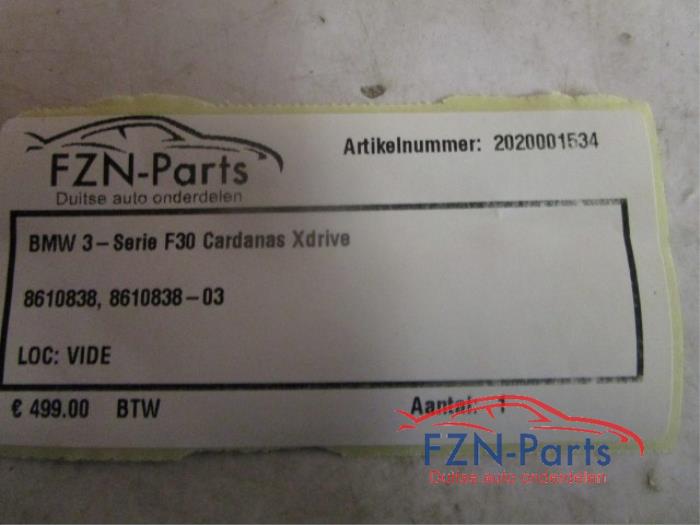 FZN-Parts
Duitse auto onderdelen
Artikelnummer: 2020001534
BMW 3-Serie F30 Cardanas Xdrive
8610838, 8610838-03
LOC: VIDE
€ 499.00 BTW
Aantal: 1
FZN-Parts
Duitse auto onderdelen